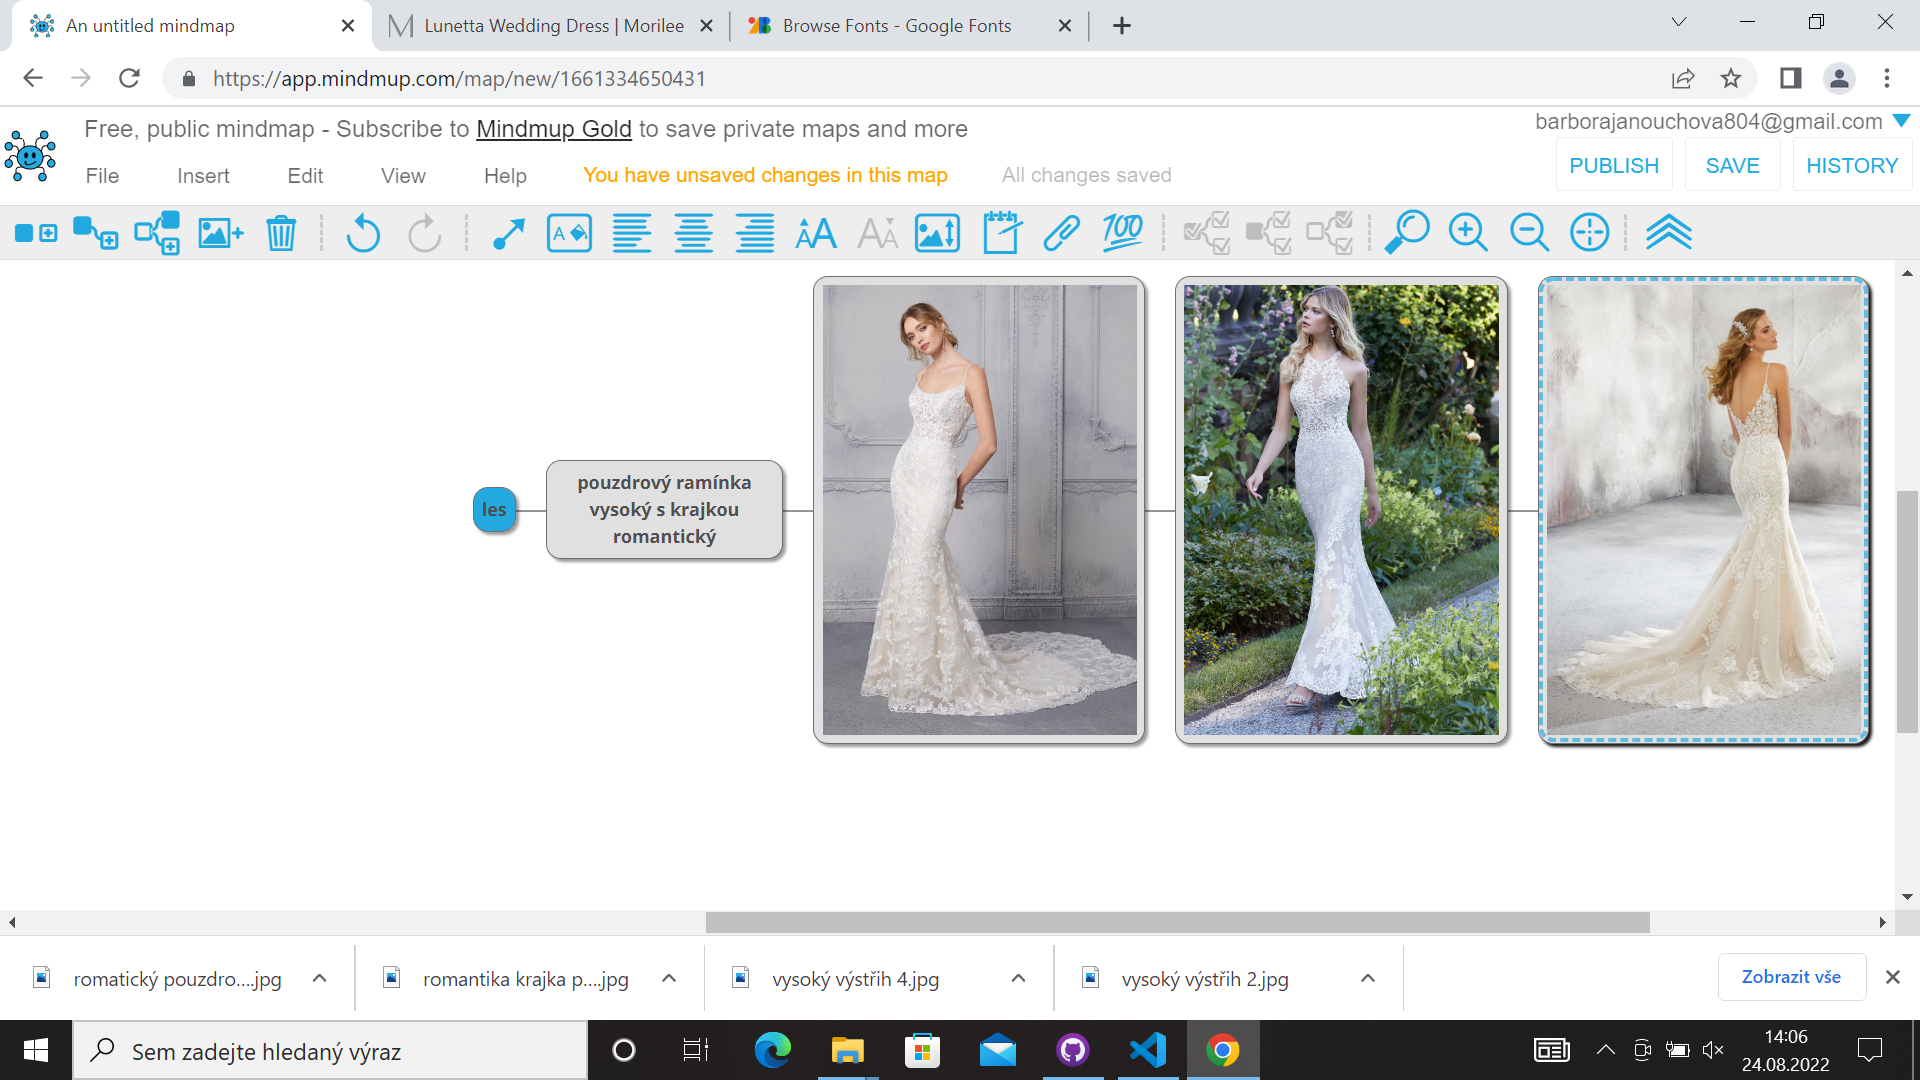 An untitled mindmap
Lunetta Wedding Dress | Morilee
Browse Fonts - Google Fonts
https://app.mindmup.com/map/new/1661334650431
Free, public mindmap - Subscribe to Mindmup Gold to save private maps and more
barborajanouchova804@gmail.com
File Insert Edit View Help
You have unsaved changes in this map
All changes saved
PUBLISH SAVE HISTORY
A AA AA 100
les
pouzdrový ramínka
vysoký s krajkou
romantický
romatický pouzdro....jpg
romantika krajka p....jpg
vysoký výstřih 4.jpg
vysoký výstřih 2.jpg
Zobrazit vše
Sem zadejte hledaný výraz
14:06
24.08.2022